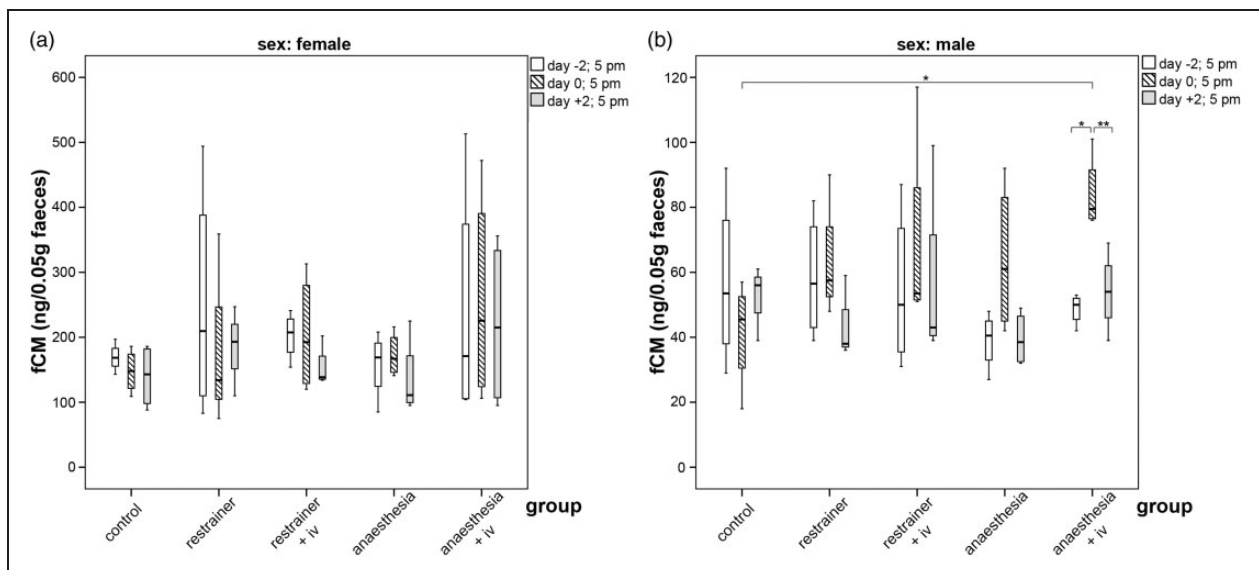 (a)
sex: female
day -2; 5 pm
day 0; 5 pm
day +2; 5 pm
600
500
400
300
200
100
0
fCM (ng/0.05g faeces)
control
restrainer
restrainer
+ iv
anaesthesia
anaesthesia
+ iv
group
(b)
sex: male
day -2; 5 pm
day 0; 5 pm
day +2; 5 pm
*
* **
120
100
80
60
40
20
0
fCM (ng/0.05g faeces)
control
restrainer
restrainer
+ iv
anaesthesia
anaesthesia
+ iv
group